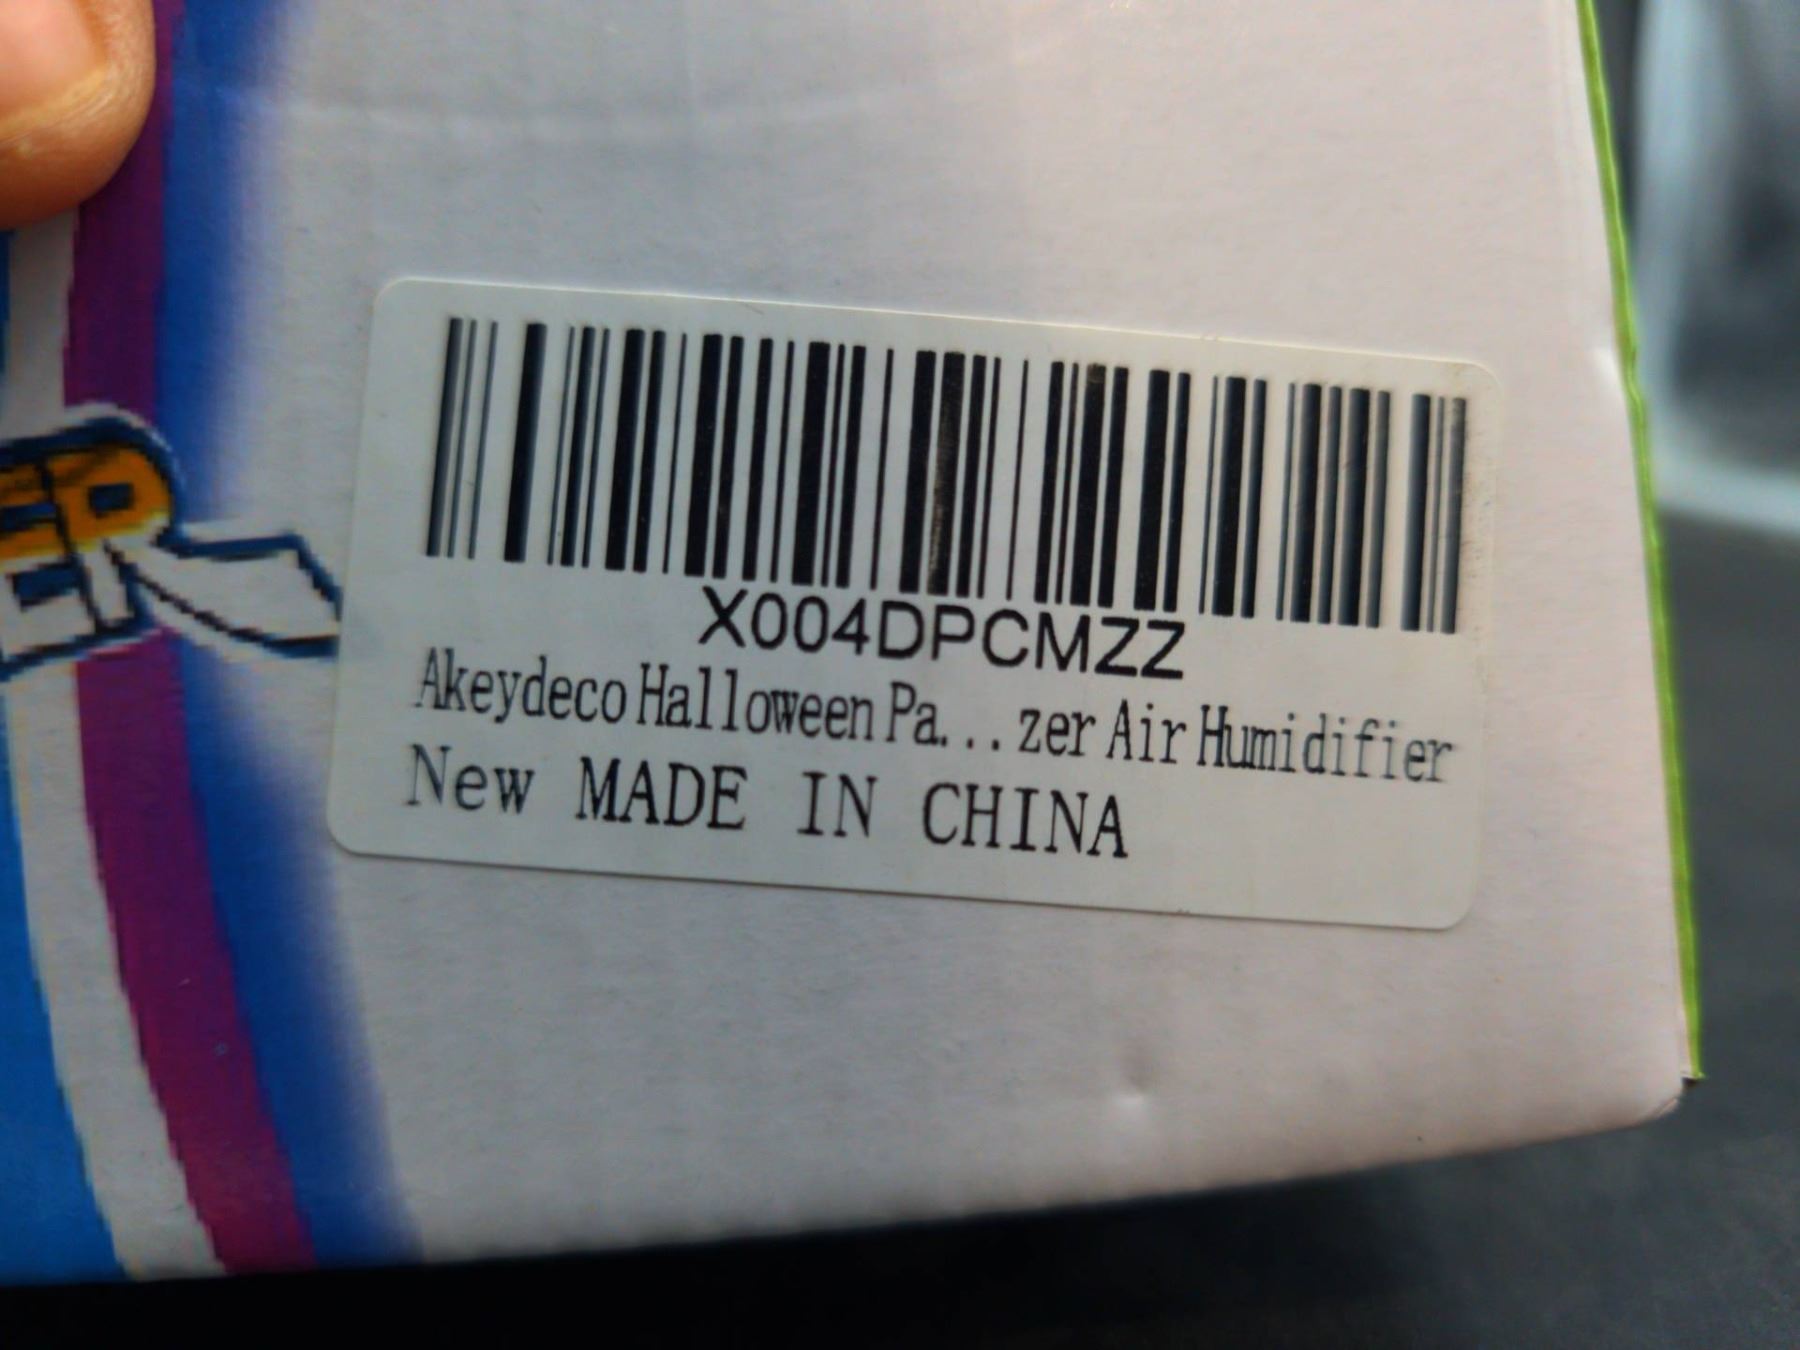 X004DPCMZZ
Akeydeco Halloween Pa...zer Air Humidifier
New MADE IN CHINA